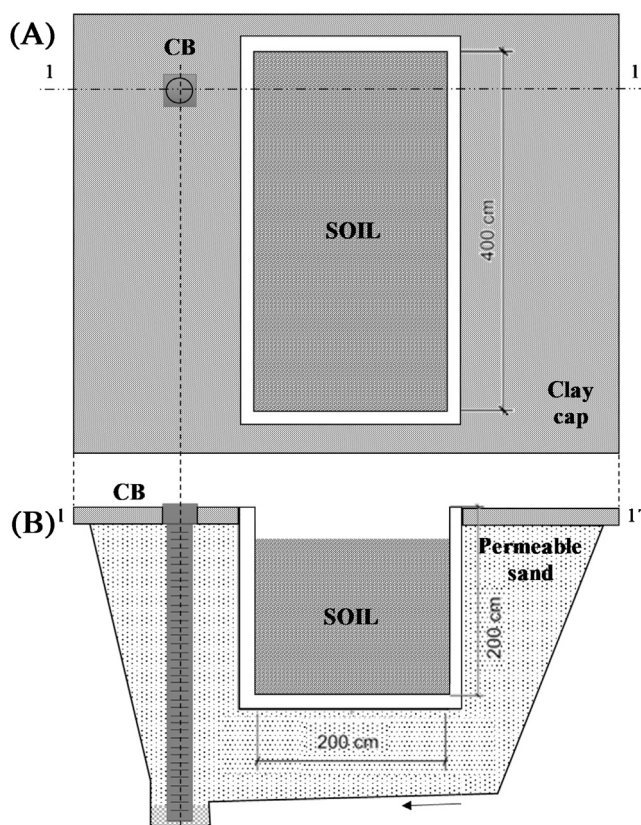 (A)
CB
1
1
SOIL
400 cm
Clay
cap
CB
(B)
1
1'
Permeable
sand
SOIL
200 cm
200 cm